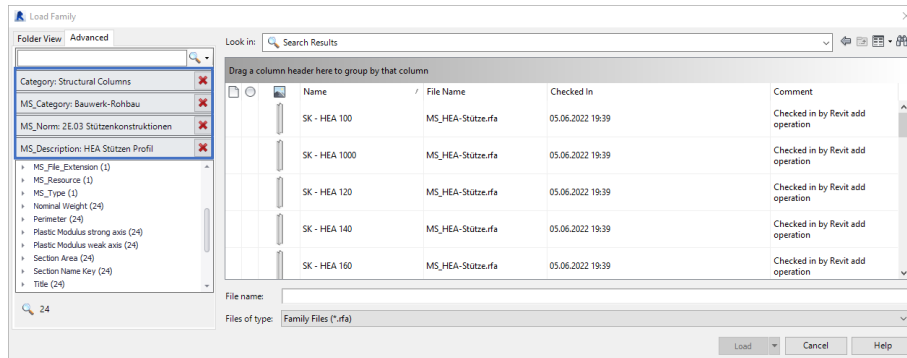 Load Family
Folder View Advanced
Look in: Search Results
Category: Structural Columns
MS_Category: Bauwerk-Rohbau
MS_Norm: 2E.03 Stützenkonstruktionen
MS_Description: HEA Stützen Profil
MS_File_Extension (1)
MS_Resource (1)
MS_Type (1)
Nominal Weight (24)
Perimeter (24)
Plastic Modulus strong axis (24)
Plastic Modulus weak axis (24)
Section Area (24)
Section Name Key (24)
Title (24)
24
Drag a column header here to group by that column
Name / File Name Checked In Comment
SK - HEA 100 MS_HEA-Stütze.rfa 05.06.2022 19:39 Checked in by Revit add
operation
SK - HEA 1000 MS_HEA-Stütze.rfa 05.06.2022 19:39 Checked in by Revit add
operation
SK - HEA 120 MS_HEA-Stütze.rfa 05.06.2022 19:39 Checked in by Revit add
operation
SK - HEA 140 MS_HEA-Stütze.rfa 05.06.2022 19:39 Checked in by Revit add
operation
SK - HEA 160 MS_HEA-Stütze.rfa 05.06.2022 19:39 Checked in by Revit add
operation
File name:
Files of type: Family Files (*.rfa)
Load Cancel Help